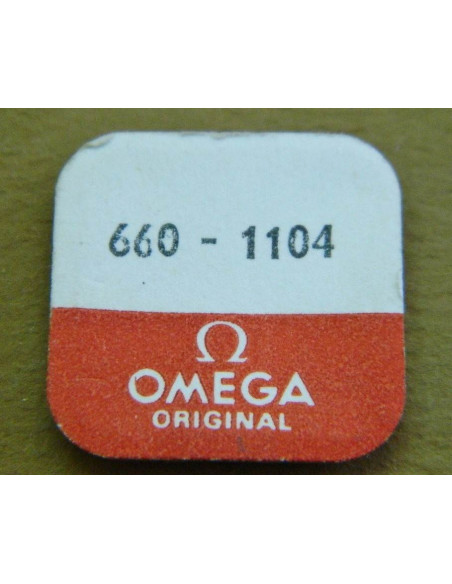 660 - 1104
Ω
OMEGA
ORIGINAL